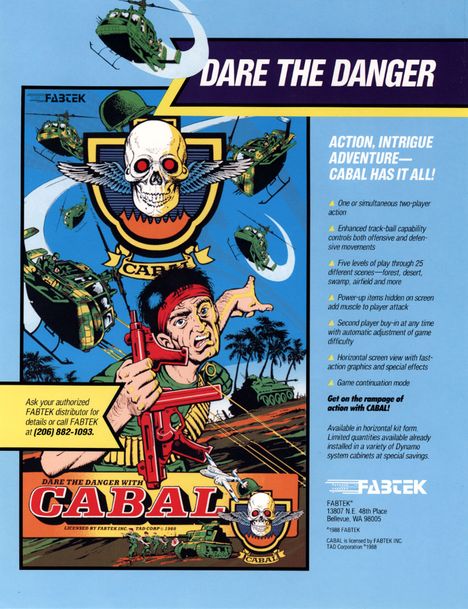 DARE THE DANGER
FABTEK
CABAL
ACTION, INTRIGUE
ADVENTURE—
CABAL HAS IT ALL!
▲ One or simultaneous two-player
action
▲ Enhanced track-ball capability
controls both offensive and defen-
sive movements
▲ Five levels of play through 25
different scenes—forest, desert,
swamp, airfield and more
▲ Power-up items hidden on screen
add muscle to player attack
▲ Second player buy-in at any time
with automatic adjustment of game
difficulty
▲ Horizontal screen view with fast-
action graphics and special effects
▲ Game continuation mode
Get on the rampage of
action with CABAL!
Available in horizontal kit form.
Limited quantities available already
installed in a variety of Dynamo
system cabinets at special savings.
Ask your authorized
FABTEK distributor for
details or call FABTEK
at (206) 882-1093.
DARE THE DANGER WITH
CABAL
LICENSED BY FABTEK INC. TAD CORP © 1988
CABAL
FABTEK
FABTEK®
13807 N.E. 48th Place
Bellevue, WA 98005
©1988 FABTEK
CABAL is licensed by FABTEK INC.
TAD Corporation ©1988